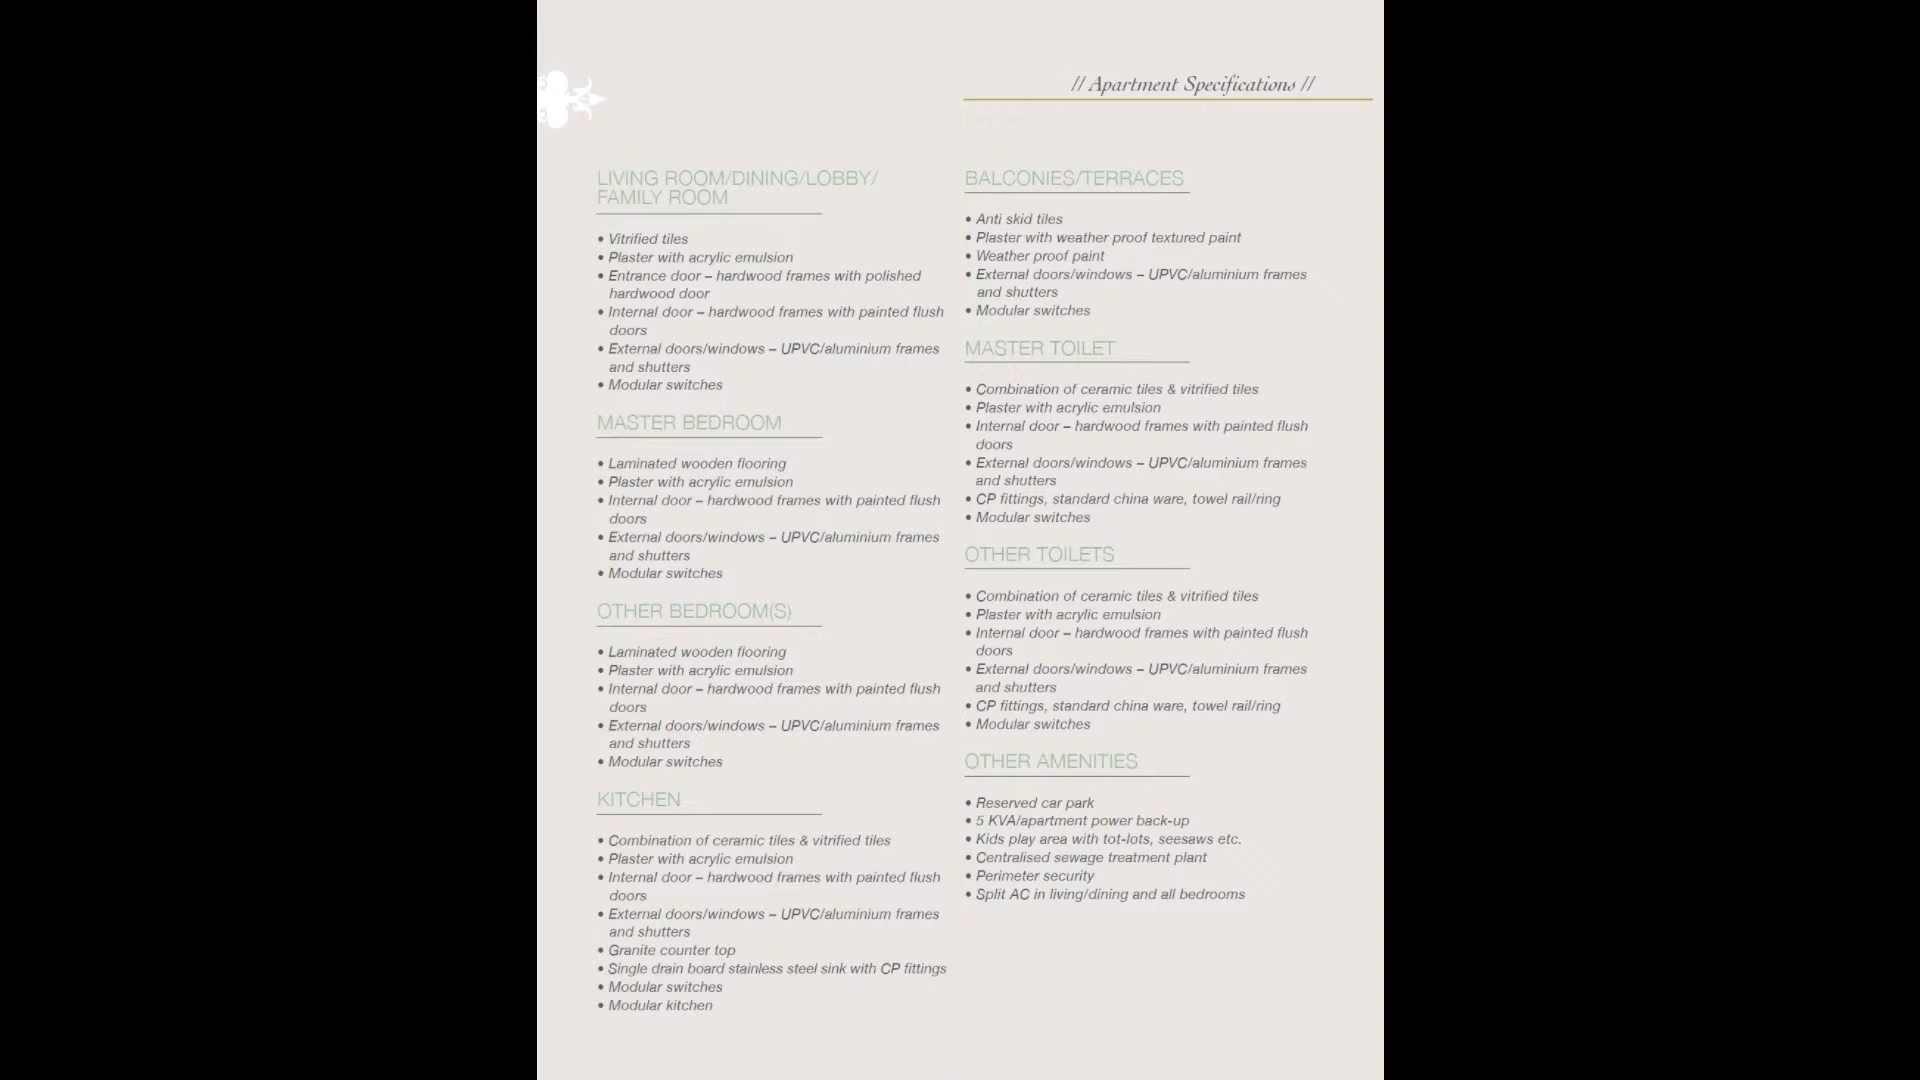 // Apartment Specifications //
LIVING ROOM/DINING/LOBBY/
FAMILY ROOM
• Vitrified tiles
• Plaster with acrylic emulsion
• Entrance door – hardwood frames with polished
hardwood door
• Internal door – hardwood frames with painted flush
doors
• External doors/windows – UPVC/aluminium frames
and shutters
• Modular switches
MASTER BEDROOM
• Laminated wooden flooring
• Plaster with acrylic emulsion
• Internal door – hardwood frames with painted flush
doors
• External doors/windows – UPVC/aluminium frames
and shutters
• Modular switches
OTHER BEDROOM(S)
• Laminated wooden flooring
• Plaster with acrylic emulsion
• Internal door – hardwood frames with painted flush
doors
• External doors/windows – UPVC/aluminium frames
and shutters
• Modular switches
KITCHEN
• Combination of ceramic tiles & vitrified tiles
• Plaster with acrylic emulsion
• Internal door – hardwood frames with painted flush
doors
• External doors/windows – UPVC/aluminium frames
and shutters
• Granite counter top
• Single drain board stainless steel sink with CP fittings
• Modular switches
• Modular kitchen
BALCONIES/TERRACES
• Anti skid tiles
• Plaster with weather proof textured paint
• Weather proof paint
• External doors/windows – UPVC/aluminium frames
and shutters
• Modular switches
MASTER TOILET
• Combination of ceramic tiles & vitrified tiles
• Plaster with acrylic emulsion
• Internal door – hardwood frames with painted flush
doors
• External doors/windows – UPVC/aluminium frames
and shutters
• CP fittings, standard china ware, towel rail/ring
• Modular switches
OTHER TOILETS
• Combination of ceramic tiles & vitrified tiles
• Plaster with acrylic emulsion
• Internal door – hardwood frames with painted flush
doors
• External doors/windows – UPVC/aluminium frames
and shutters
• CP fittings, standard china ware, towel rail/ring
• Modular switches
OTHER AMENITIES
• Reserved car park
• 5 KVA/apartment power back-up
• Kids play area with tot-lots, seesaws etc.
• Centralised sewage treatment plant
• Perimeter security
• Split AC in living/dining and all bedrooms